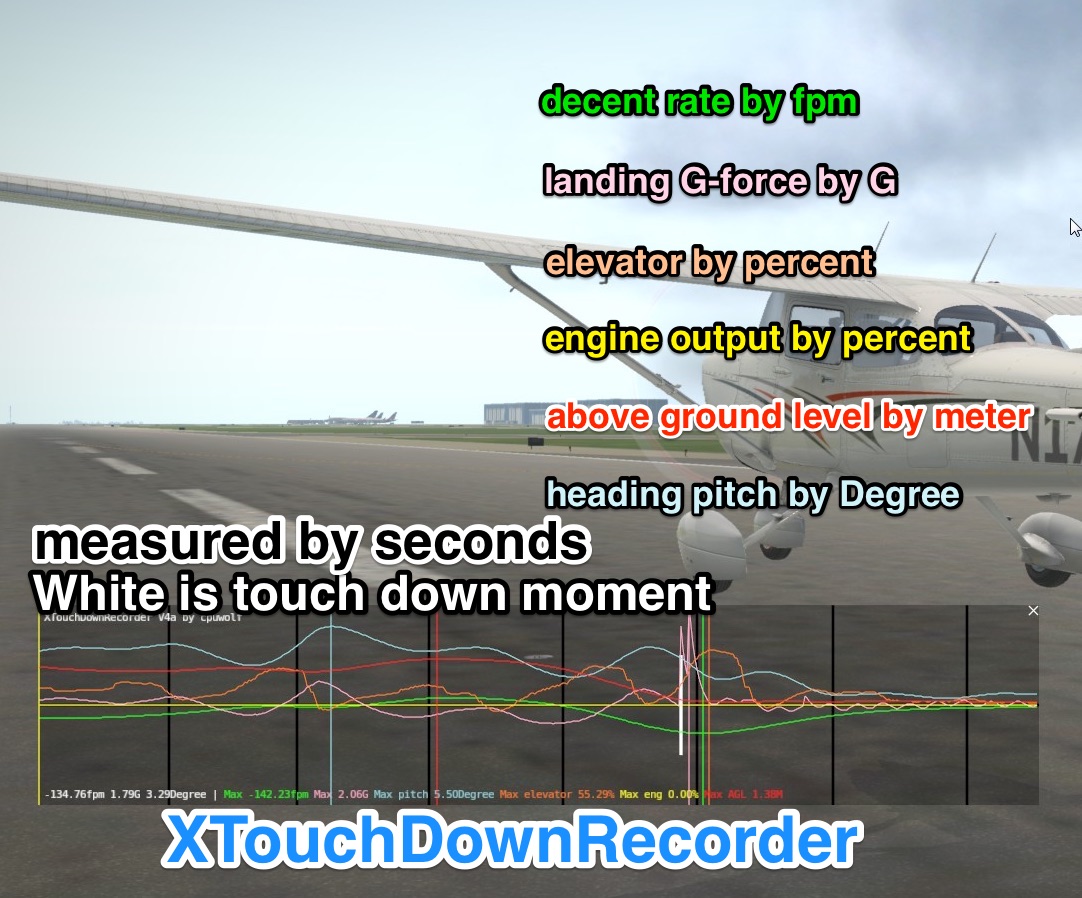 decent rate by fpm
landing G-force by G
elevator by percent
engine output by percent
above ground level by meter
N1
heading pitch by Degree
measured by seconds
White is touch down moment
XTouchDownRecorder V4a by cpuwolf
-134.76fpm 1.79G 3.29Degree | Max -142.23fpm Max 2.06G Max pitch 5.50Degree Max elevator 55.29% Max eng 0.00% Max AGL 1.38M
XTouchDownRecorder